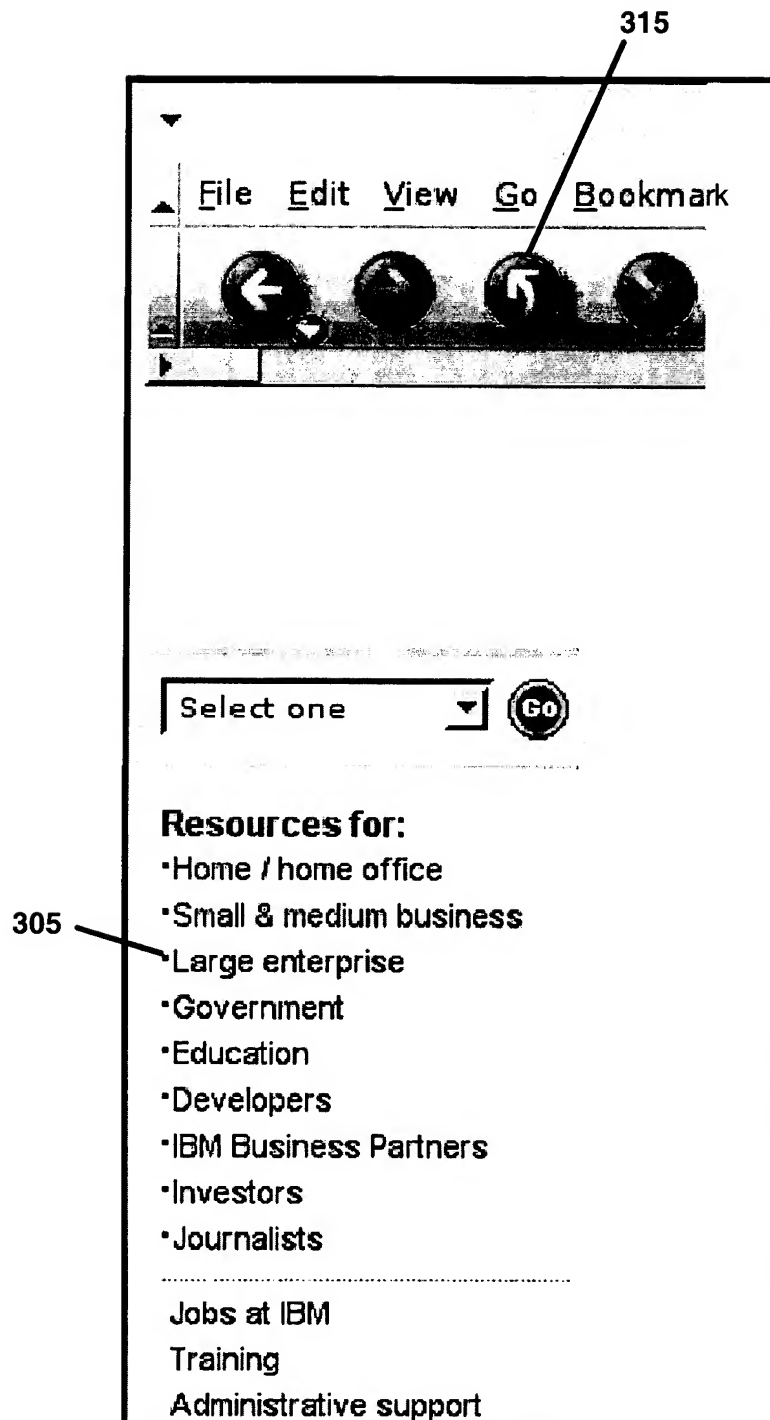 315
File Edit View Go Bookmark
Select one Go
Resources for:
·Home / home office
·Small & medium business
305
·Large enterprise
·Government
·Education
·Developers
·IBM Business Partners
·Investors
·Journalists
Jobs at IBM
Training
Administrative support